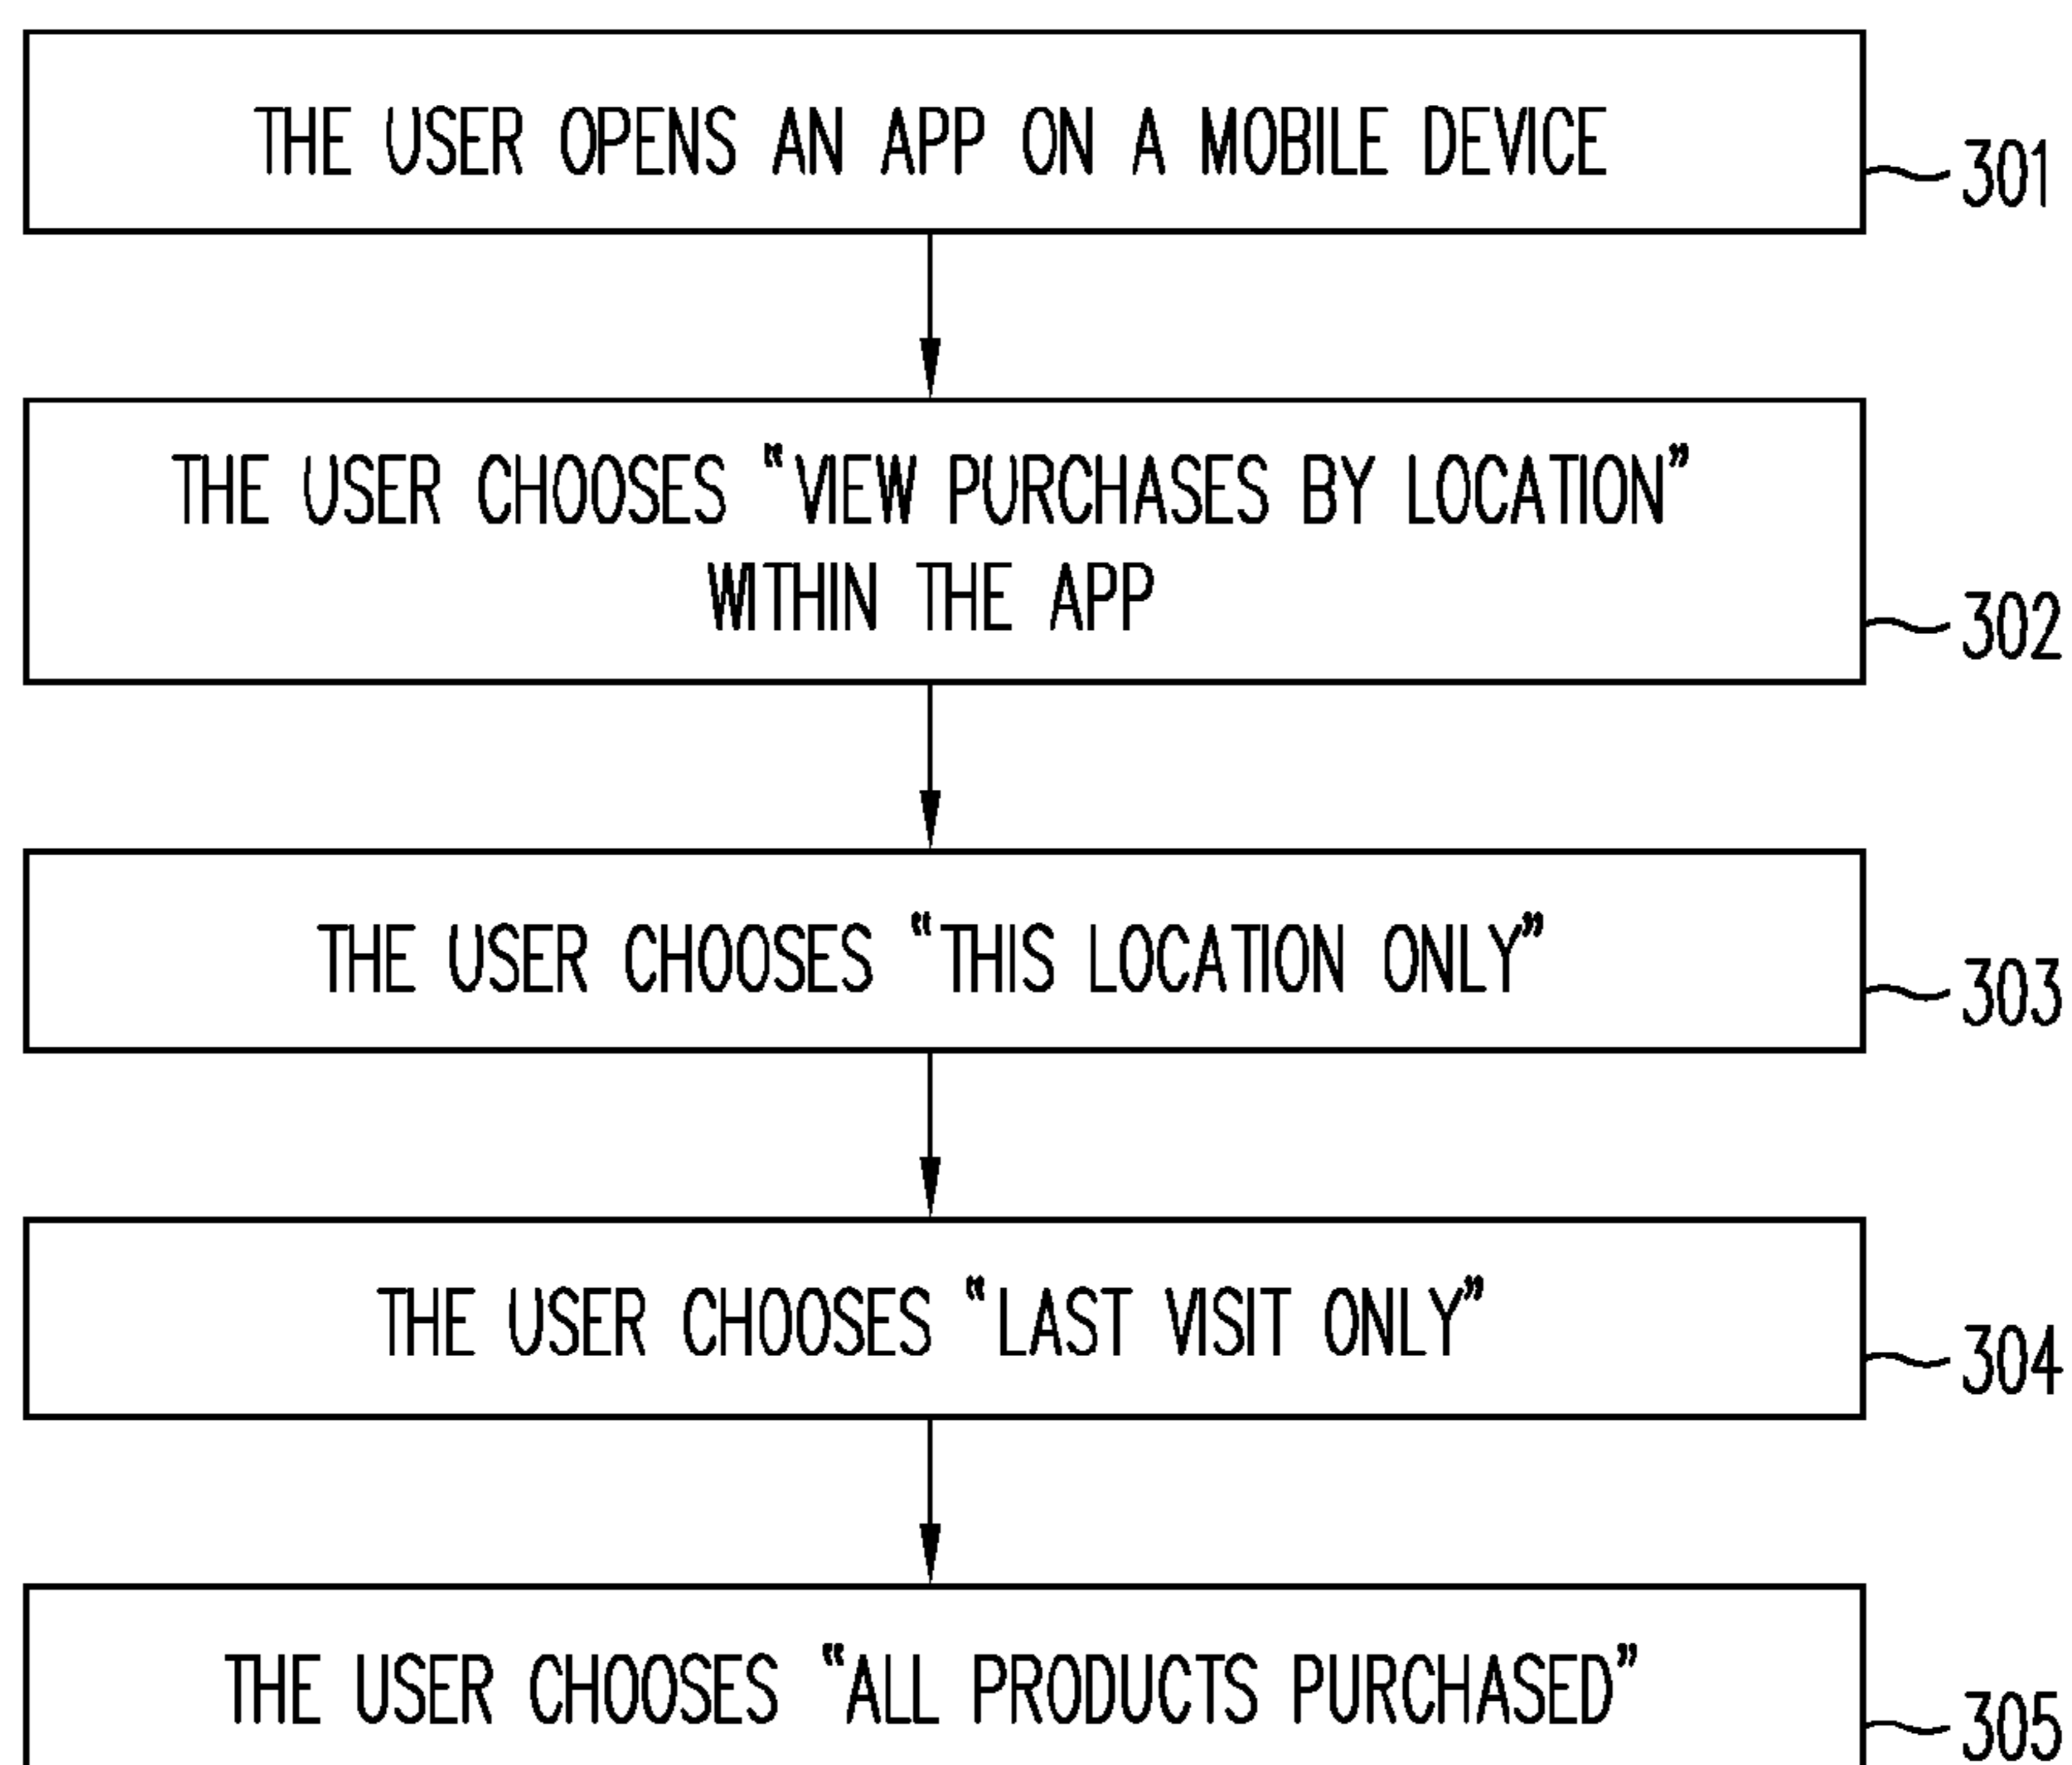 THE USER OPENS AN APP ON A MOBILE DEVICE
301
THE USER CHOOSES “VIEW PURCHASES BY LOCATION”
WITHIN THE APP
302
THE USER CHOOSES “THIS LOCATION ONLY”
303
THE USER CHOOSES “LAST VISIT ONLY”
304
THE USER CHOOSES “ALL PRODUCTS PURCHASED”
305